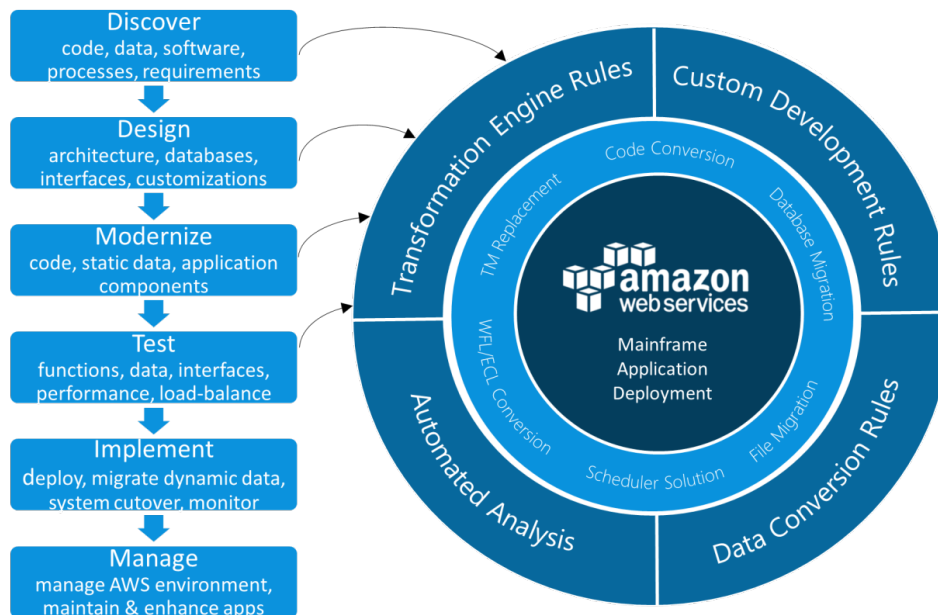 Discover
code, data, software,
processes, requirements
Design
architecture, databases,
interfaces, customizations
Modernize
code, static data, application
components
Test
functions, data, interfaces,
performance, load-balance
Implement
deploy, migrate dynamic data,
system cutover, monitor
Manage
manage AWS environment,
maintain & enhance apps
Transformation Engine Rules
Custom Development Rules
Data Conversion Rules
Automated Analysis
Code Conversion
Database Migration
File Migration
Scheduler Solution
WFL/ECL Conversion
TM Replacement
amazon
web services
Mainframe
Application
Deployment